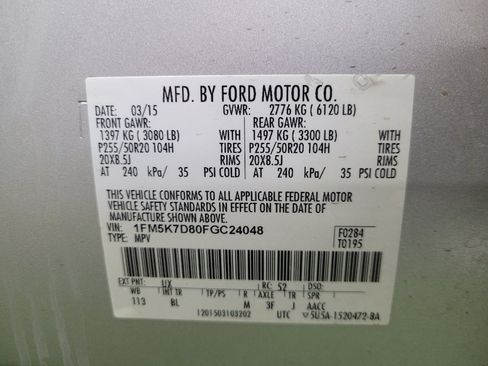 MFD. BY FORD MOTOR CO.
DATE: 03/15 GVWR: 2776 KG ( 6120 LB)
FRONT GAWR: REAR GAWR:
1397 KG ( 3080 LB) WITH 1497 KG ( 3300 LB) WITH
P255/50R20 104H TIRES P255/50R20 104H TIRES
20X8.5J RIMS 20X8.5J RIMS
AT 240 kPa/ 35 PSI COLD AT 240 kPa/ 35 PSI COLD
THIS VEHICLE CONFORMS TO ALL APPLICABLE FEDERAL MOTOR
VEHICLE SAFETY STANDARDS IN EFFECT ON THE DATE OF
MANUFACTURE SHOWN ABOVE.
VIN: 1FM5K7D80FGC24048 F0284
TYPE: MPV T0195
EXT PNT: UX RC: 52 DSO:
WB INT TR TP/PS R AXLE TR SPR
113 BL M 3F J AACC
1201503103202 UTC 5U5A-1520472-BA